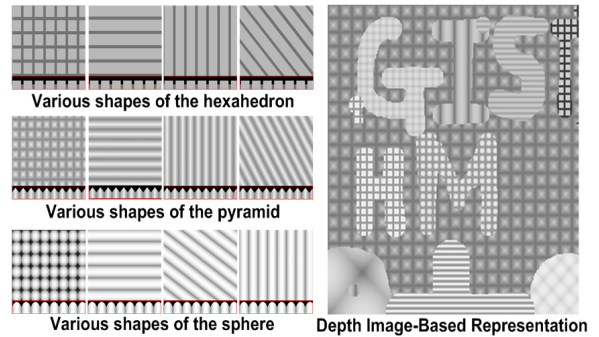 Various shapes of the hexahedron
Various shapes of the pyramid
Various shapes of the sphere
GIST
HM
Depth Image-Based Representation